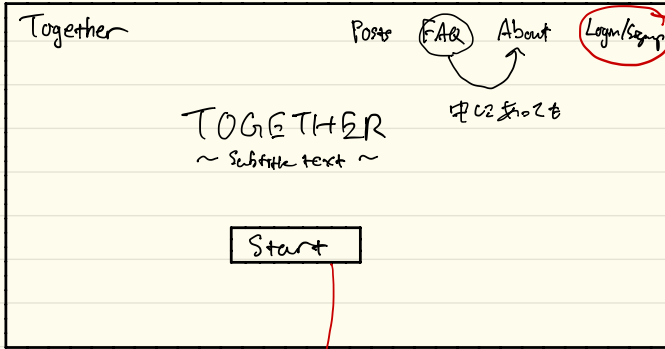 Together Posts FAQ About Login/Signup
中にあっても
TOGETHER
~ Subtitle text ~
Start